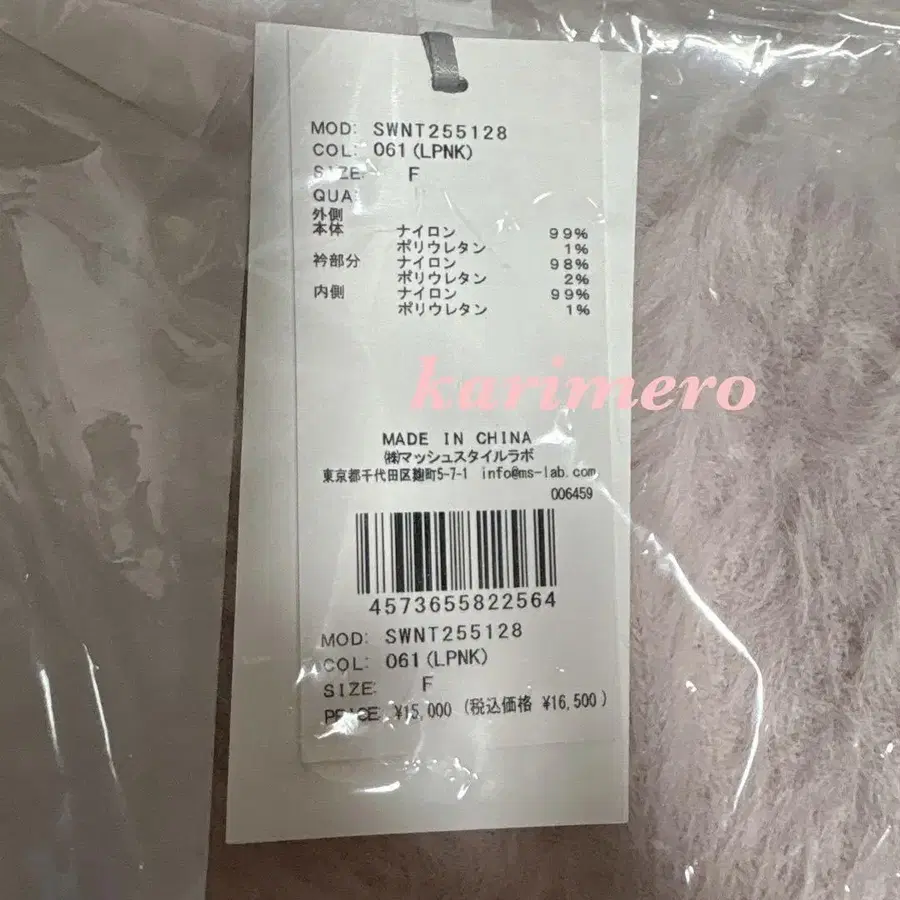 MOD: SWNT255128
COL: 061(LPNK)
SIZE: F
QUA
外側
本体 ナイロン 99%
ポリウレタン 1%
衿部分 ナイロン 98%
ポリウレタン 2%
内側 ナイロン 99%
ポリウレタン 1%
karimero
MADE IN CHINA
㈱マッシュスタイルラボ
東京都千代田区麹町5-7-1 info@ms-lab.com
006459
4573655822564
MOD: SWNT255128
COL: 061(LPNK)
SIZE: F
PRICE: ¥15,000 (税込価格 ¥16,500)